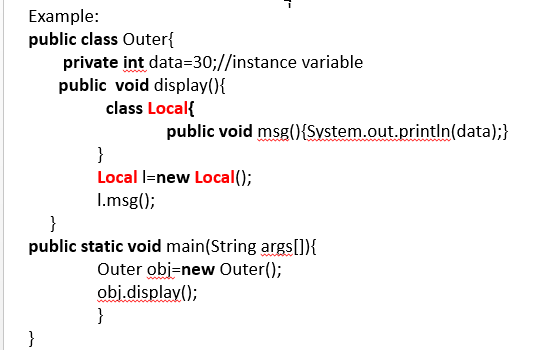 Example:
public class Outer{
private int data=30;//instance variable
public  void display(){
class Local{
public void msg(){System.out.println(data);}
}
Local l=new Local();
l.msg();
}
public static void main(String args[]){
Outer obj=new Outer();
obj.display();
}
}